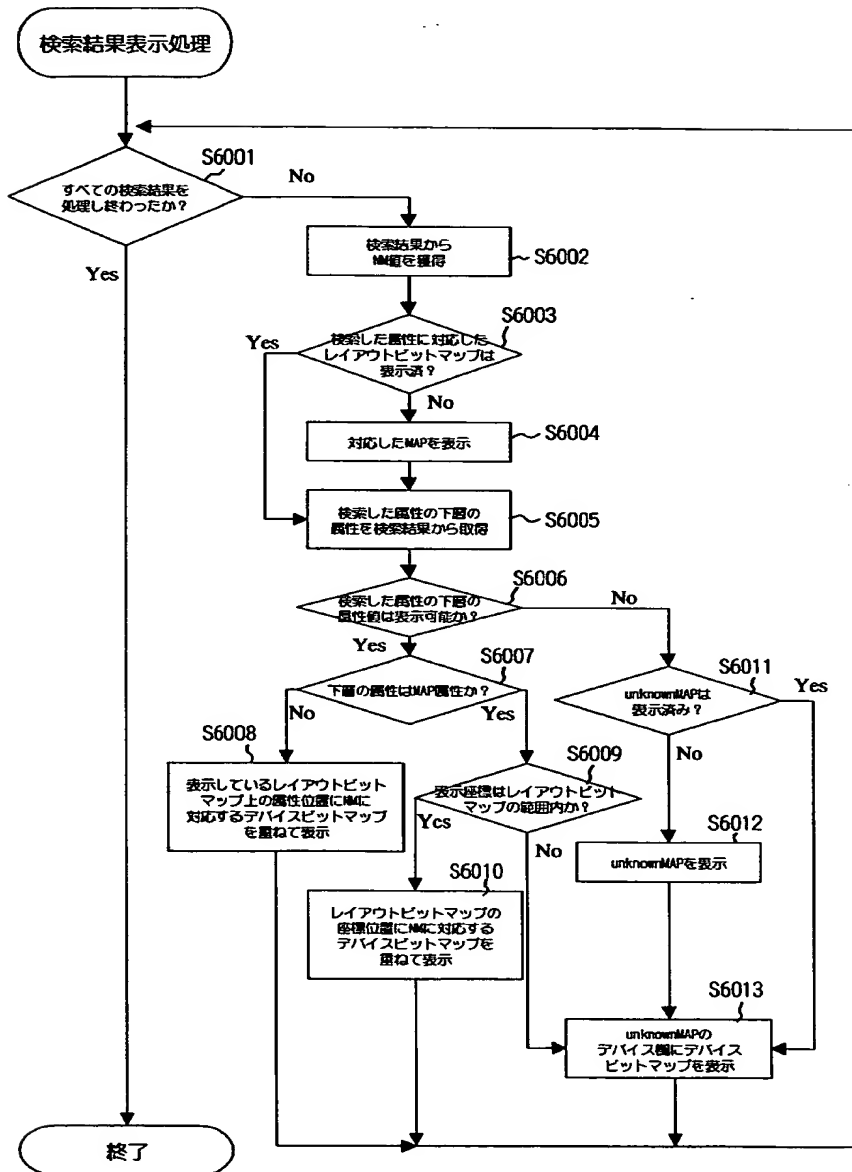 検索結果表示処理
S6001
すべての検索結果を
処理し終わったか?
No
Yes
検索結果から
NM値を獲得
S6002
S6003
検索した属性に対応した
レイアウトビットマップは
表示済?
Yes
No
対応したMAPを表示
S6004
検索した属性の下層の
属性を検索結果から取得
S6005
S6006
検索した属性の下層の
属性値は表示可能か?
No
Yes
S6007
下層の属性はMAP属性か?
No
Yes
S6011
unknownMAPは
表示済み?
Yes
No
S6008
表示しているレイアウトビット
マップ上の属性位置にNMに
対応するデバイスビットマップ
を重ねて表示
S6009
表示座標はレイアウトビット
マップの範囲内か?
Yes
No
S6012
unknownMAPを表示
S6010
レイアウトビットマップの
座標位置にNMに対応する
デバイスビットマップを
重ねて表示
S6013
unknownMAPの
デバイス欄にデバイス
ビットマップを表示
終了